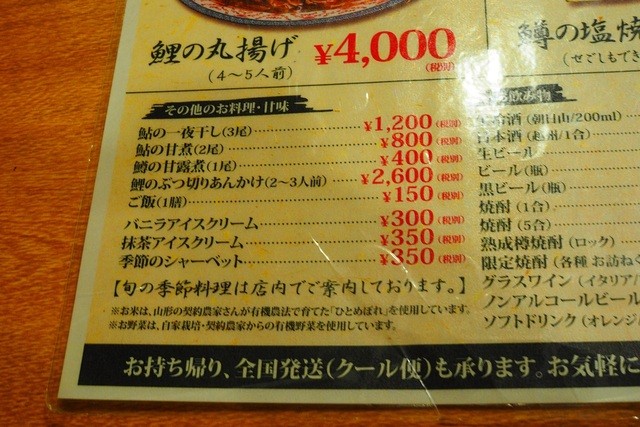 鯉の丸揚げ ¥4,000
(4〜5人前) (税別)
その他のお料理・甘味
鮎の一夜干し(3尾) ¥1,200(税別)
鮎の甘煮(2尾) ¥800(税別)
鱒の甘露煮(1尾) ¥400(税別)
鯉のぶつ切りあんかけ(2〜3人前) ¥2,600(税別)
ご飯(1膳) ¥150(税別)
バニラアイスクリーム ¥300(税別)
抹茶アイスクリーム ¥350(税別)
季節のシャーベット ¥350(税別)
【旬の季節料理は店内でご案内しております。】
※お米は、山形の契約農家さんが有機農法で育てた「ひとめぼれ」を使用しています。
※お野菜は、自家栽培・契約農家からの有機野菜を使用しています。
鱒の塩焼
(せごしもでき
お飲み物
酒(朝日山/200ml)
日本酒(越州/1合)
生ビール
ビール(瓶)
黒ビール(瓶)
焼酎(1合)
焼酎(5合)
熟成樽焼酎(ロック)
限定焼酎(各種 お訪ねく
グラスワイン(イタリア/
ノンアルコールビール
ソフトドリンク(オレンジ/
お持ち帰り、全国発送(クール便)も承ります。お気軽に